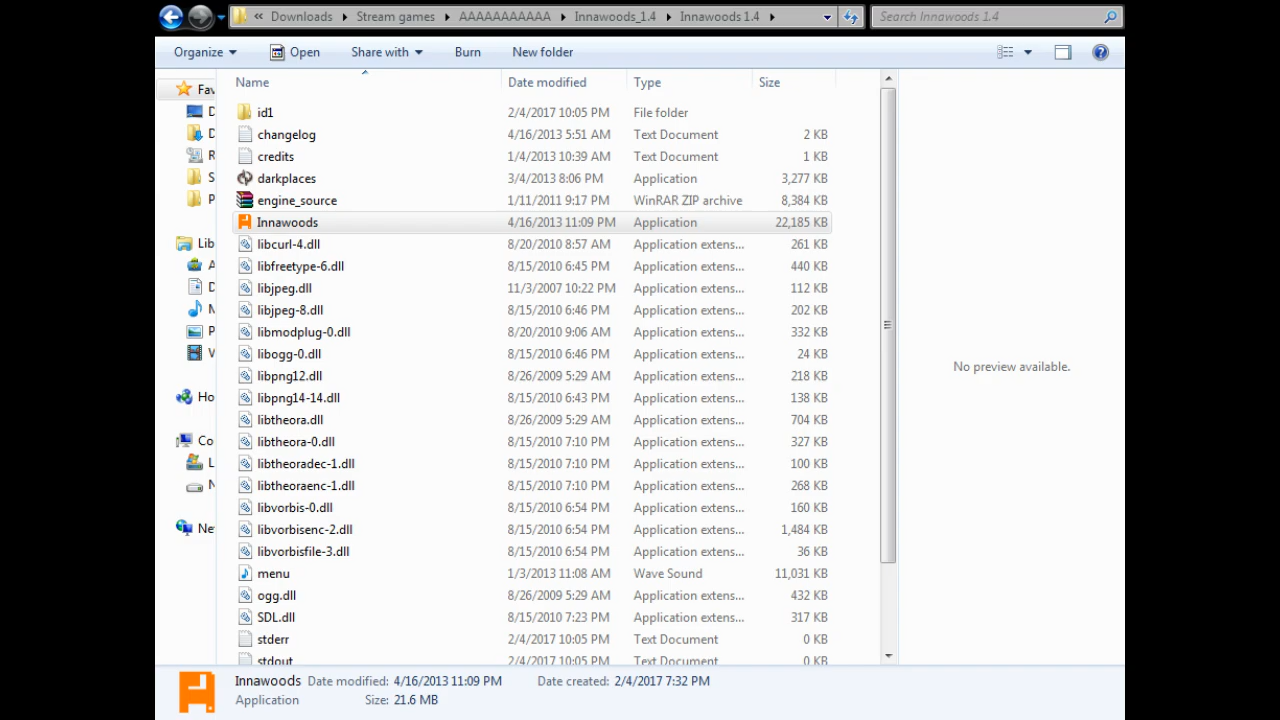 « Downloads ▸ Stream games ▸ AAAAAAAAAAA ▸ Innawoods_1.4 ▸ Innawoods 1.4 ▸ Search Innawoods 1.4
Organize Open Share with Burn New folder
Name Date modified Type Size
Fav
id1 2/4/2017 10:05 PM File folder
D changelog 4/16/2013 5:51 AM Text Document 2 KB
D credits 1/4/2013 10:39 AM Text Document 1 KB
R darkplaces 3/4/2013 8:06 PM Application 3,277 KB
S engine_source 1/11/2011 9:17 PM WinRAR ZIP archive 8,384 KB
P Innawoods 4/16/2013 11:09 PM Application 22,185 KB
Lib libcurl-4.dll 8/20/2010 8:57 AM Application extens... 261 KB
A libfreetype-6.dll 8/15/2010 6:45 PM Application extens... 440 KB
D libjpeg.dll 11/3/2007 10:22 PM Application extens... 112 KB
M libjpeg-8.dll 8/15/2010 6:46 PM Application extens... 202 KB
P libmodplug-0.dll 8/20/2010 9:06 AM Application extens... 332 KB
V libogg-0.dll 8/15/2010 6:46 PM Application extens... 24 KB
No preview available.
libpng12.dll 8/26/2009 5:29 AM Application extens... 218 KB
Ho libpng14-14.dll 8/15/2010 6:43 PM Application extens... 138 KB
libtheora.dll 8/26/2009 5:29 AM Application extens... 704 KB
Co libtheora-0.dll 8/15/2010 7:10 PM Application extens... 327 KB
L libtheoradec-1.dll 8/15/2010 7:10 PM Application extens... 100 KB
N libtheoraenc-1.dll 8/15/2010 7:10 PM Application extens... 268 KB
libvorbis-0.dll 8/15/2010 6:54 PM Application extens... 160 KB
Ne libvorbisenc-2.dll 8/15/2010 6:54 PM Application extens... 1,484 KB
libvorbisfile-3.dll 8/15/2010 6:54 PM Application extens... 36 KB
menu 1/3/2013 11:08 AM Wave Sound 11,031 KB
ogg.dll 8/26/2009 5:29 AM Application extens... 432 KB
SDL.dll 8/15/2010 7:23 PM Application extens... 317 KB
stderr 2/4/2017 10:05 PM Text Document 0 KB
stdout 2/4/2017 10:05 PM Text Document 0 KB
Innawoods Date modified: 4/16/2013 11:09 PM Date created: 2/4/2017 7:32 PM
Application Size: 21.6 MB